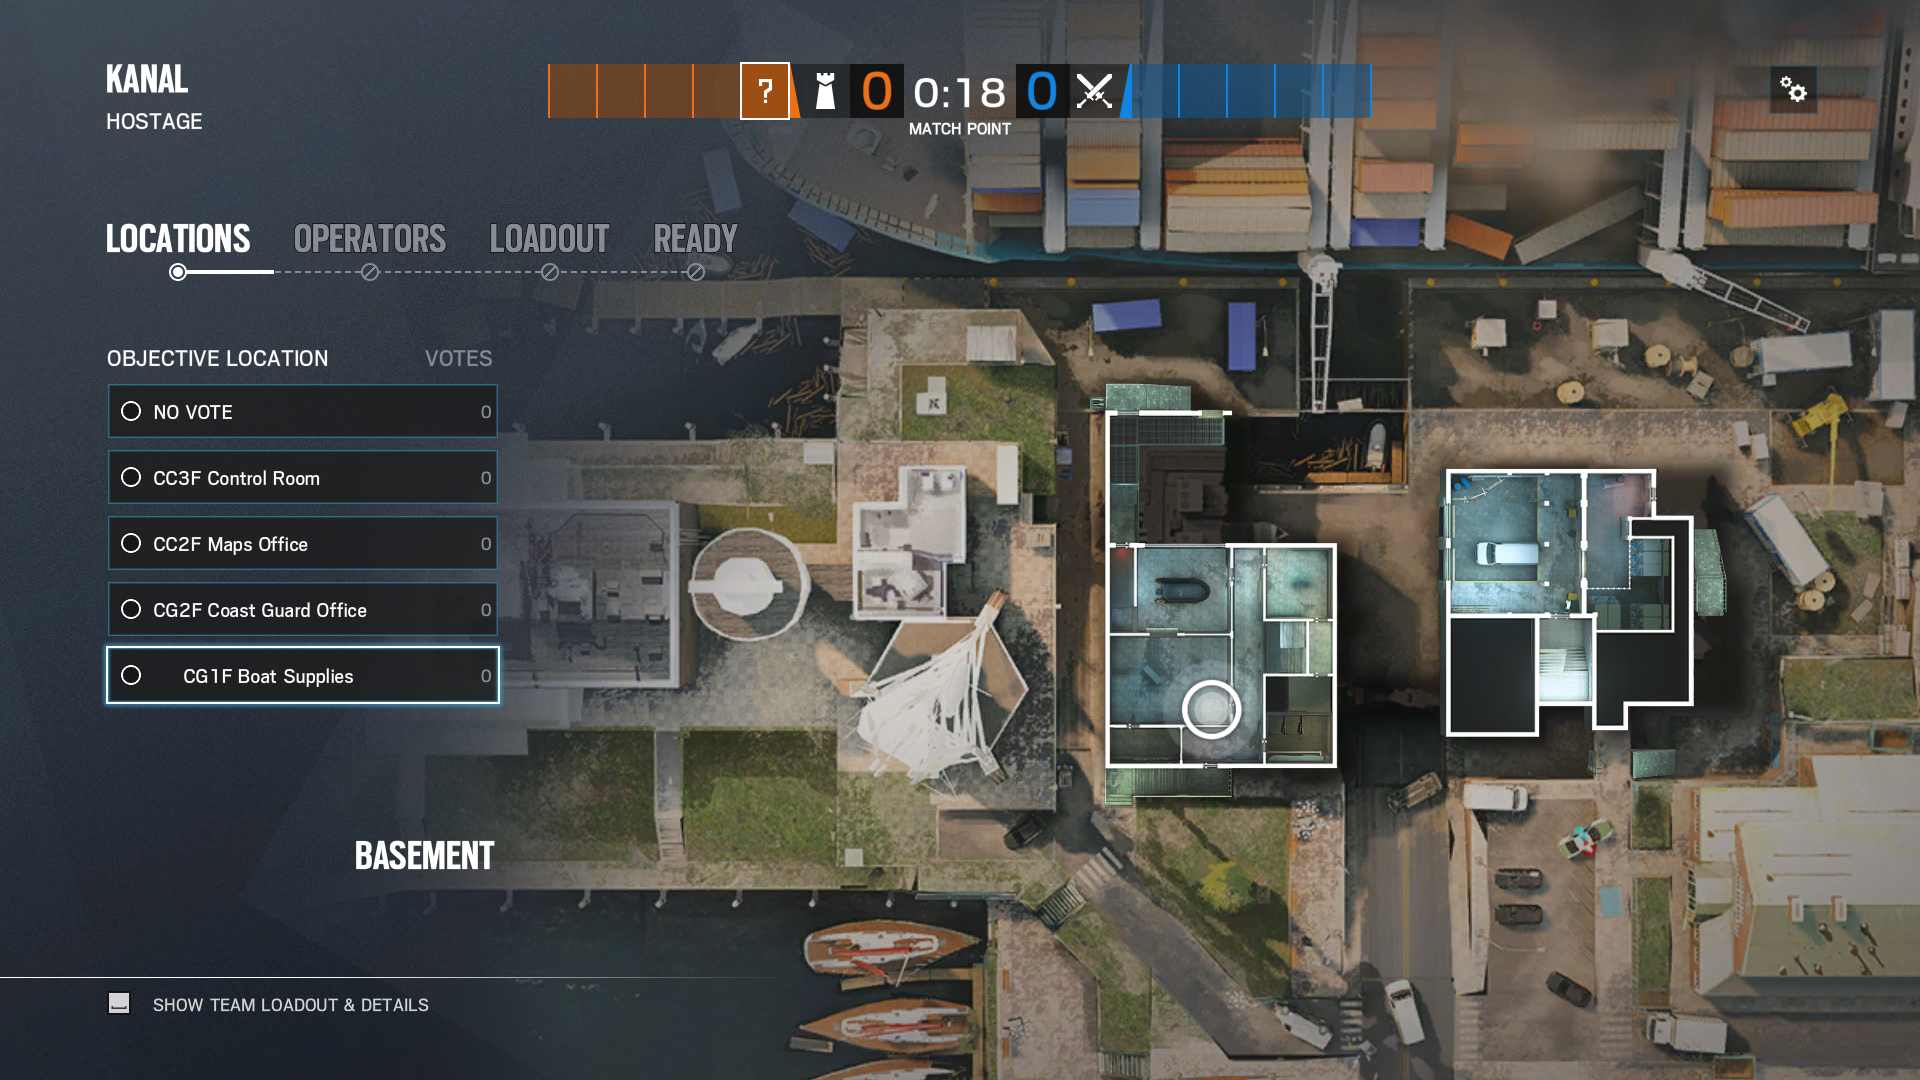 KANAL
HOSTAGE
?
0
0:18
0
MATCH POINT
LOCATIONS
OPERATORS
LOADOUT
READY
OBJECTIVE LOCATION
VOTES
NO VOTE
0
CC3F Control Room
0
CC2F Maps Office
0
CG2F Coast Guard Office
0
CG1F Boat Supplies
0
BASEMENT
SHOW TEAM LOADOUT & DETAILS